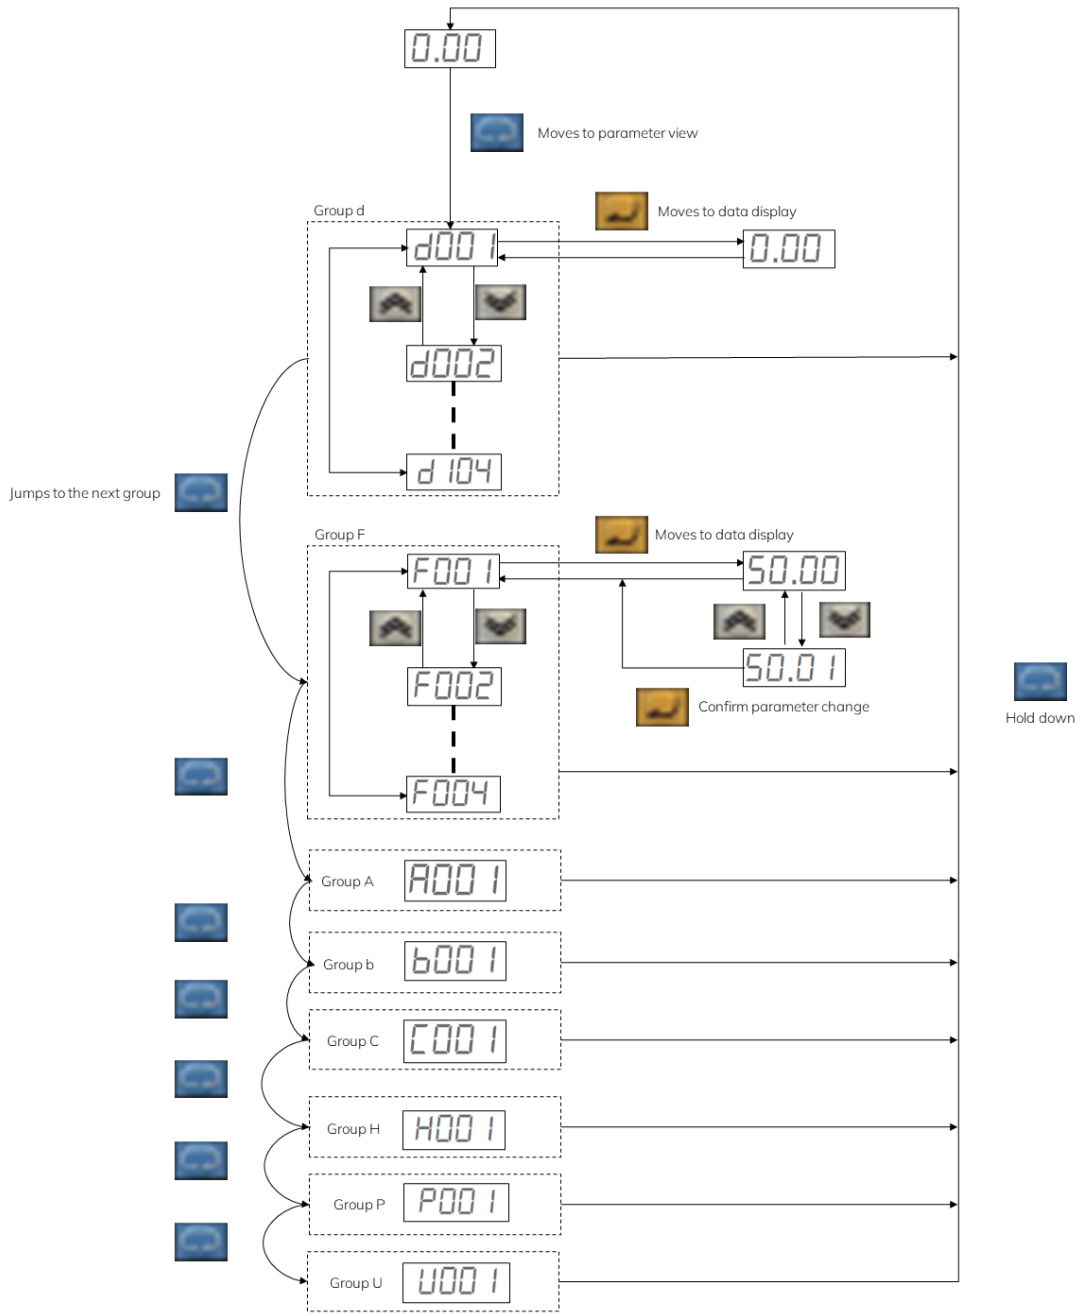 0.00
Moves to parameter view
Group d
Moves to data display
d001
0.00
d002
Jumps to the next group
d104
Group F
Moves to data display
F001
50.00
F002
50.01
Confirm parameter change
Hold down
F004
Group A
A001
Group b
b001
Group C
C001
Group H
H001
Group P
P001
Group U
U001